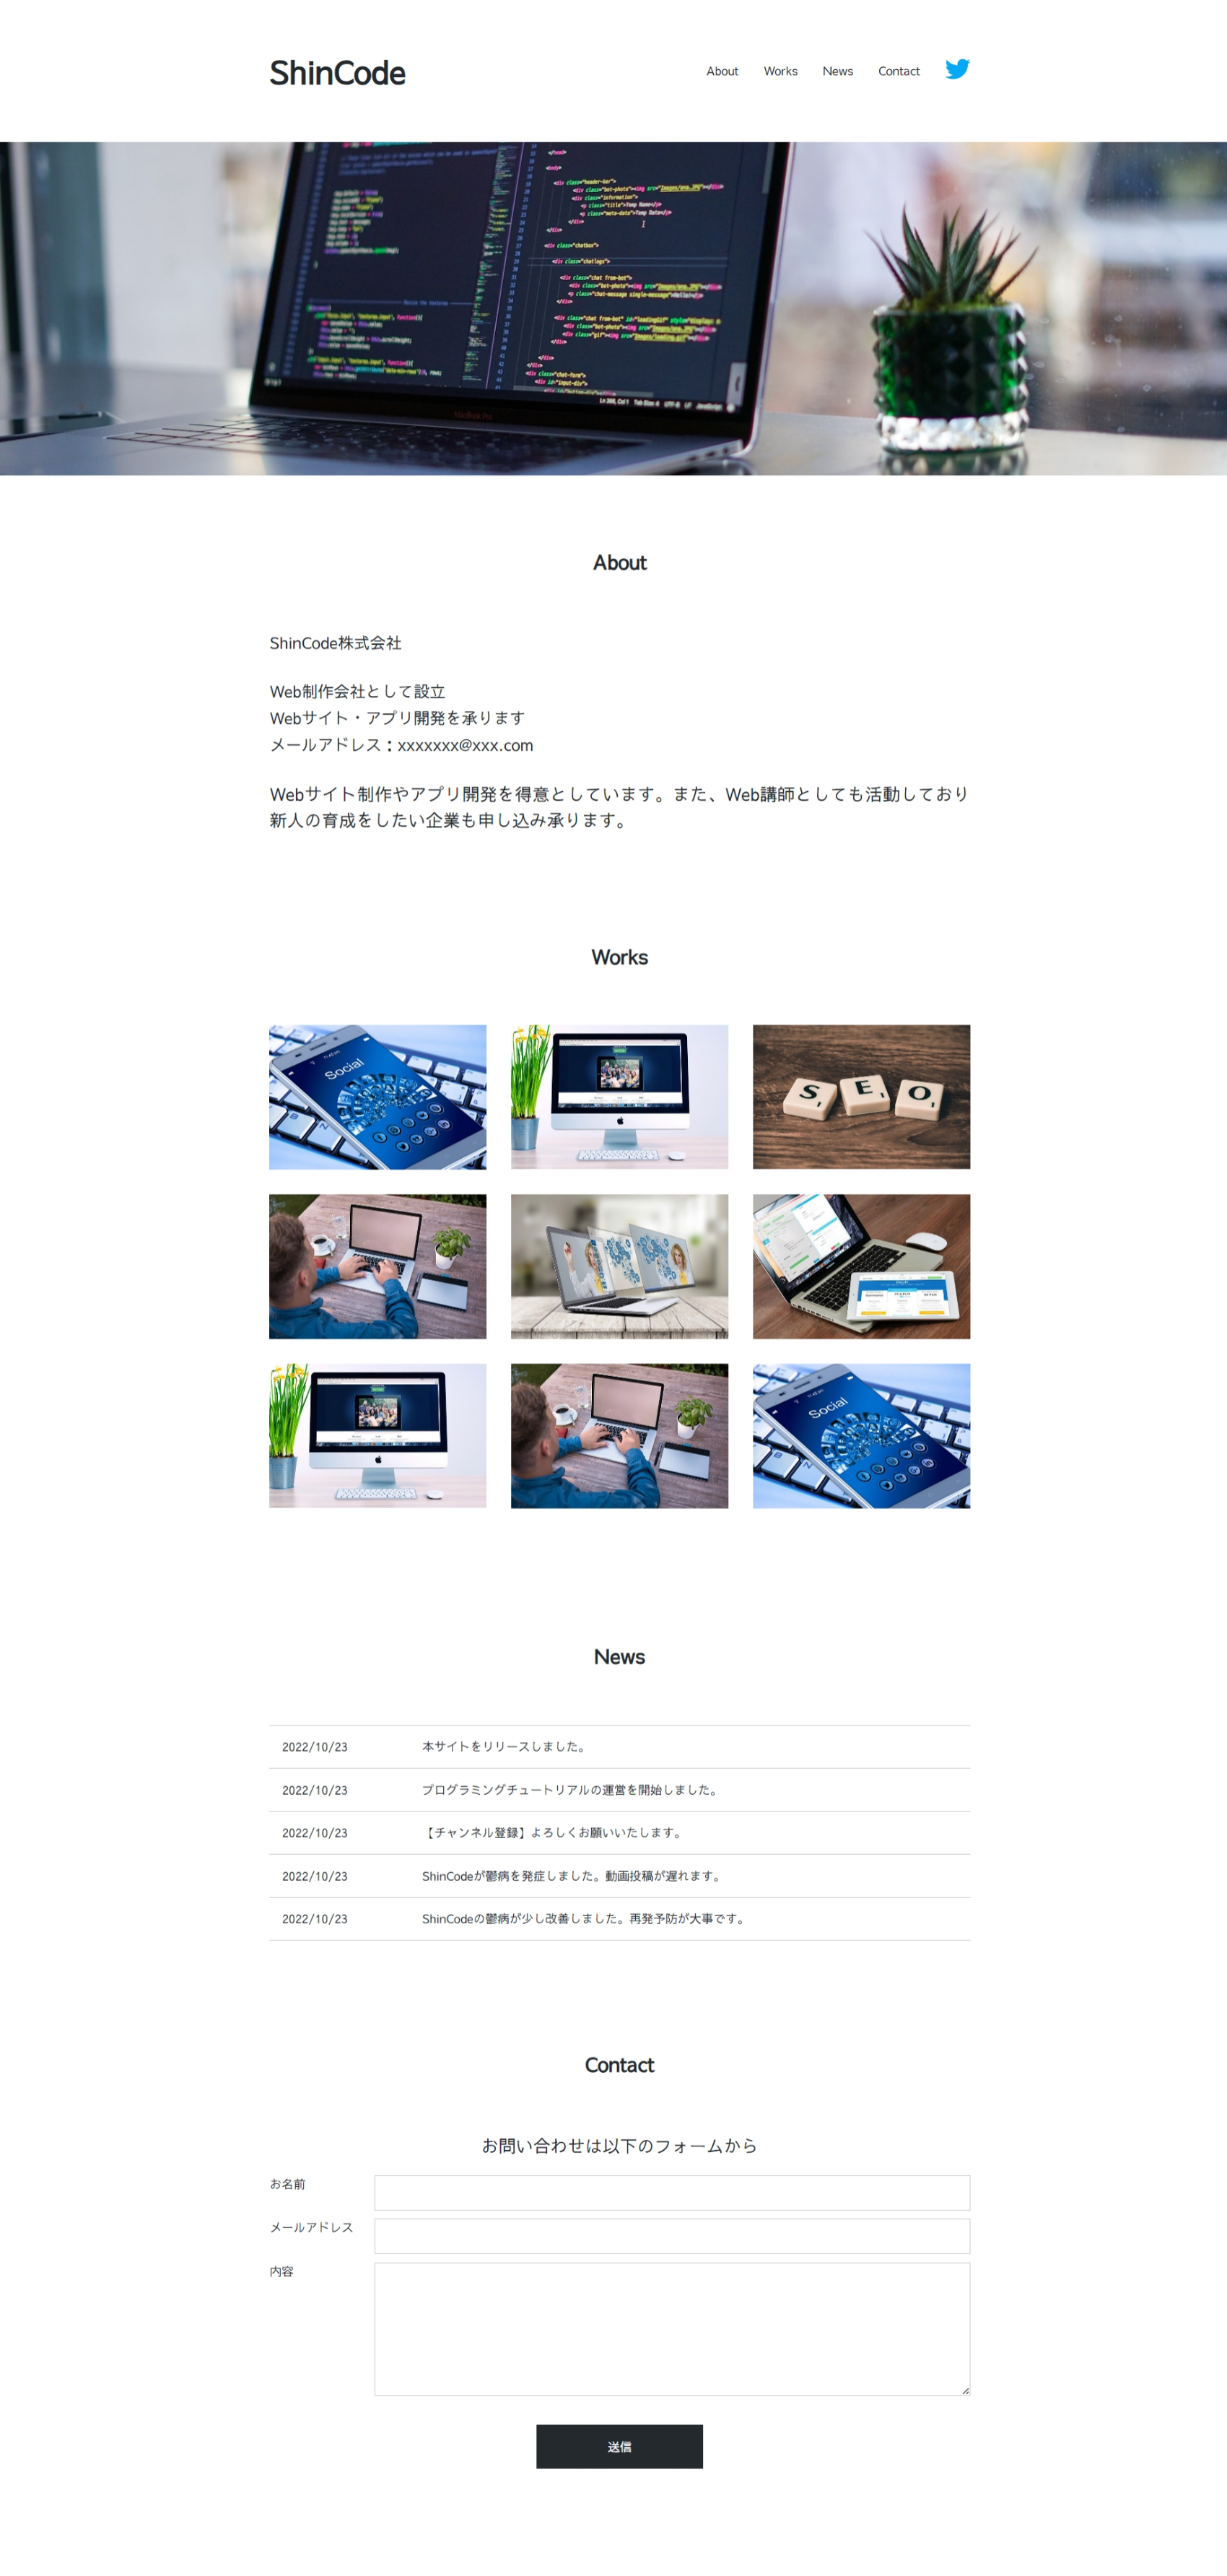 ShinCode
About Works News Contact
About
ShinCode株式会社
Web制作会社として設立
Webサイト・アプリ開発を承ります
メールアドレス：xxxxxxx@xxx.com
Webサイト制作やアプリ開発を得意としています。また、Web講師としても活動しており
新人の育成をしたい企業も申し込み承ります。
Works
Social
S E O
Social
News
2022/10/23 本サイトをリリースしました。
2022/10/23 プログラミングチュートリアルの運営を開始しました。
2022/10/23 【チャンネル登録】よろしくお願いいたします。
2022/10/23 ShinCodeが鬱病を発症しました。動画投稿が遅れます。
2022/10/23 ShinCodeの鬱病が少し改善しました。再発予防が大事です。
Contact
お問い合わせは以下のフォームから
お名前
メールアドレス
内容
送信